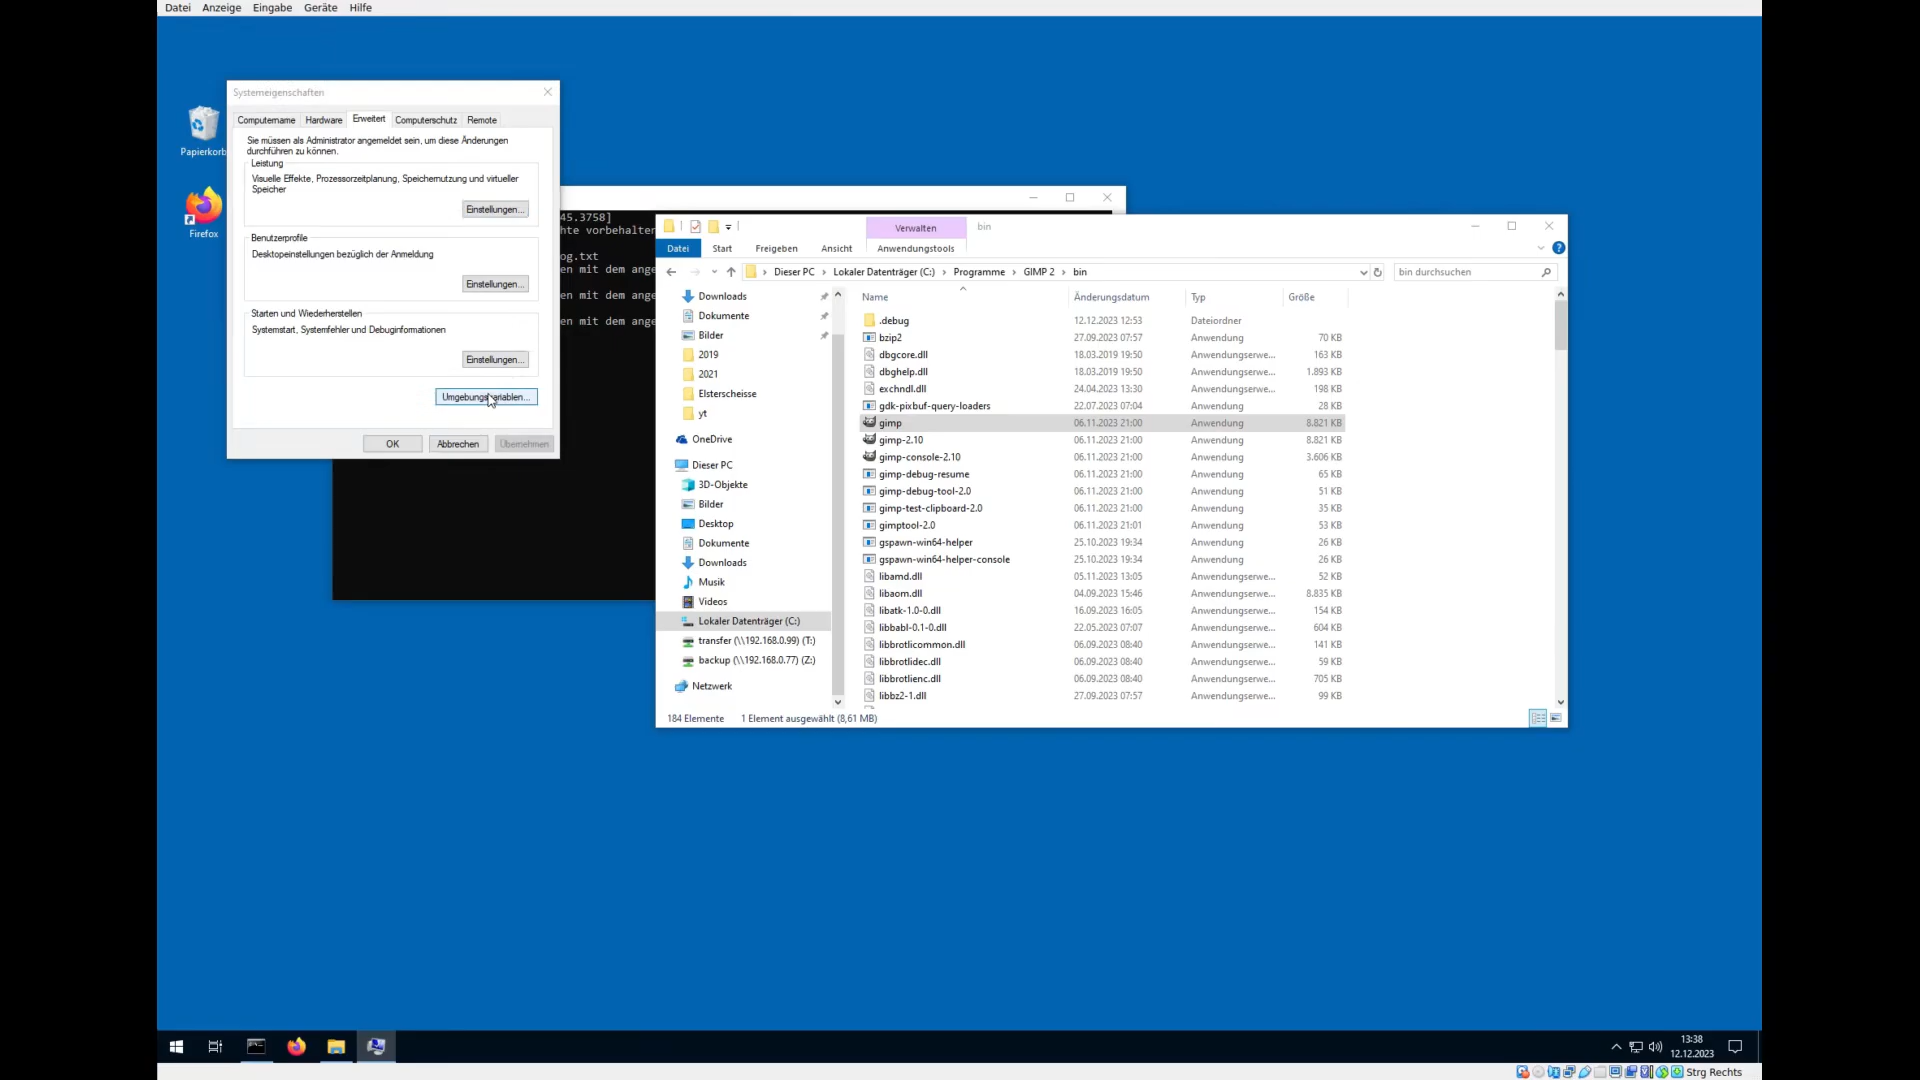 Datei Anzeige Eingabe Geräte Hilfe
Papierkorb
Firefox
Systemeigenschaften
Computername Hardware Erweitert Computerschutz Remote
Sie müssen als Administrator angemeldet sein, um diese Änderungen
durchführen zu können.
Leistung
Visuelle Effekte, Prozessorzeitplanung, Speichernutzung und virtueller
Speicher
Einstellungen...
Benutzerprofile
Desktopeinstellungen bezüglich der Anmeldung
Einstellungen...
Starten und Wiederherstellen
Systemstart, Systemfehler und Debuginformationen
Einstellungen...
Umgebungsvariablen...
OK Abbrechen Übernehmen
45.3758]
hte vorbehalten
og.txt
en mit dem ange
en mit dem ange
en mit dem ange
Verwalten bin
Datei Start Freigeben Ansicht Anwendungstools
Dieser PC Lokaler Datenträger (C:) Programme GIMP 2 bin
bin durchsuchen
Downloads
Dokumente
Bilder
2019
2021
Elsterscheisse
yt
OneDrive
Dieser PC
3D-Objekte
Bilder
Desktop
Dokumente
Downloads
Musik
Videos
Lokaler Datenträger (C:)
transfer (\\192.168.0.99) (T:)
backup (\\192.168.0.77) (Z:)
Netzwerk
Name Änderungsdatum Typ Größe
.debug 12.12.2023 12:53 Dateiordner
bzip2 27.09.2023 07:57 Anwendung 70 KB
dbgcore.dll 18.03.2019 19:50 Anwendungserwe... 163 KB
dbghelp.dll 18.03.2019 19:50 Anwendungserwe... 1.893 KB
exchndl.dll 24.04.2023 13:30 Anwendungserwe... 198 KB
gdk-pixbuf-query-loaders 22.07.2023 07:04 Anwendung 28 KB
gimp 06.11.2023 21:00 Anwendung 8.821 KB
gimp-2.10 06.11.2023 21:00 Anwendung 8.821 KB
gimp-console-2.10 06.11.2023 21:00 Anwendung 3.606 KB
gimp-debug-resume 06.11.2023 21:00 Anwendung 65 KB
gimp-debug-tool-2.0 06.11.2023 21:00 Anwendung 51 KB
gimp-test-clipboard-2.0 06.11.2023 21:00 Anwendung 35 KB
gimptool-2.0 06.11.2023 21:01 Anwendung 53 KB
gspawn-win64-helper 25.10.2023 19:34 Anwendung 26 KB
gspawn-win64-helper-console 25.10.2023 19:34 Anwendung 26 KB
libamd.dll 05.11.2023 13:05 Anwendungserwe... 52 KB
libaom.dll 04.09.2023 15:46 Anwendungserwe... 8.835 KB
libatk-1.0-0.dll 16.09.2023 16:05 Anwendungserwe... 154 KB
libbabl-0.1-0.dll 22.05.2023 07:07 Anwendungserwe... 604 KB
libbrotlicommon.dll 06.09.2023 08:40 Anwendungserwe... 141 KB
libbrotlidec.dll 06.09.2023 08:40 Anwendungserwe... 59 KB
libbrotlienc.dll 06.09.2023 08:40 Anwendungserwe... 705 KB
libbz2-1.dll 27.09.2023 07:57 Anwendungserwe... 99 KB
184 Elemente 1 Element ausgewählt (8,61 MB)
13:38
12.12.2023
Strg Rechts